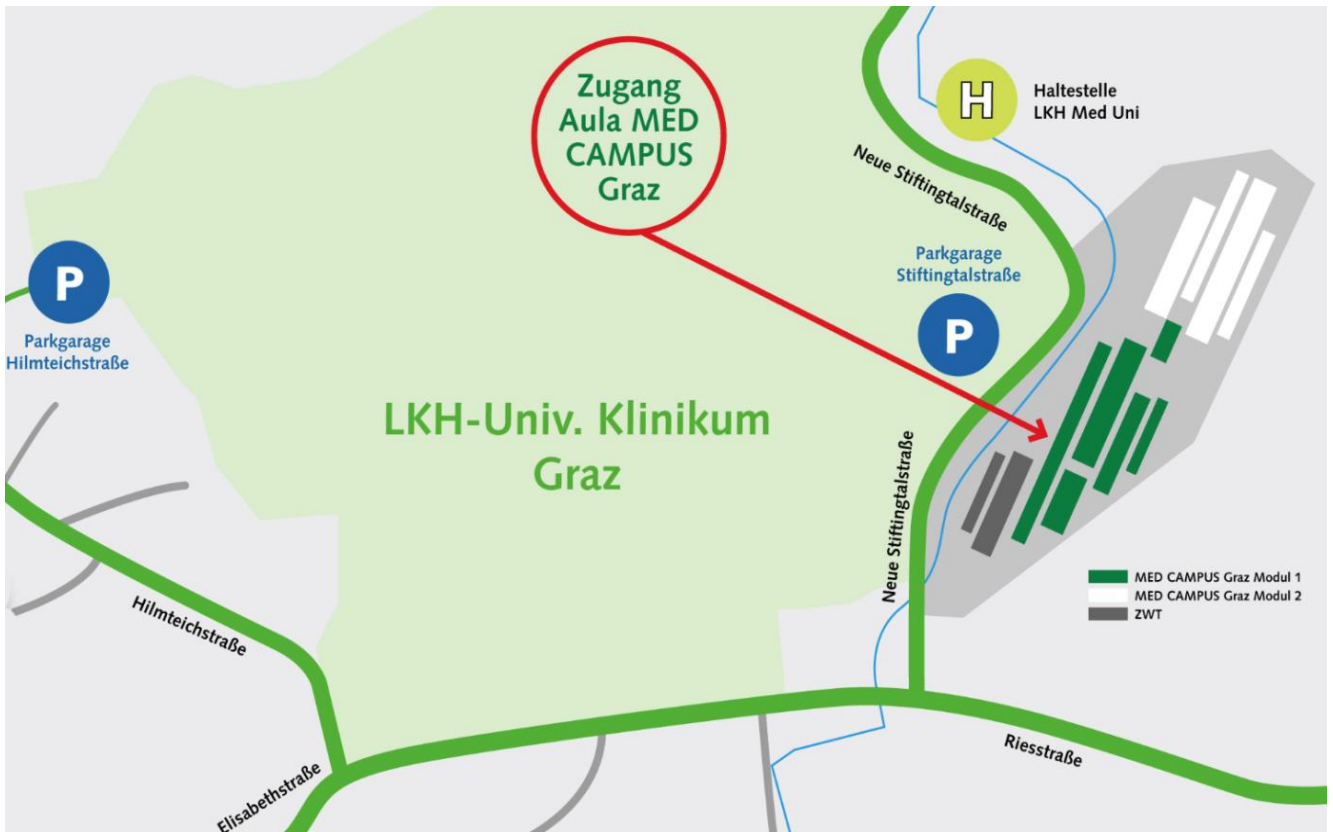 Zugang
Aula MED
CAMPUS
Graz
H
Haltestelle
LKH Med Uni
Neue Stiftingtalstraße
Parkgarage
Stiftingtalstraße
P
P
Parkgarage
Hilmteichstraße
LKH-Univ. Klinikum
Graz
Neue Stiftingtalstraße
MED CAMPUS Graz Modul 1
MED CAMPUS Graz Modul 2
ZWT
Hilmteichstraße
Elisabethstraße
Riesstraße